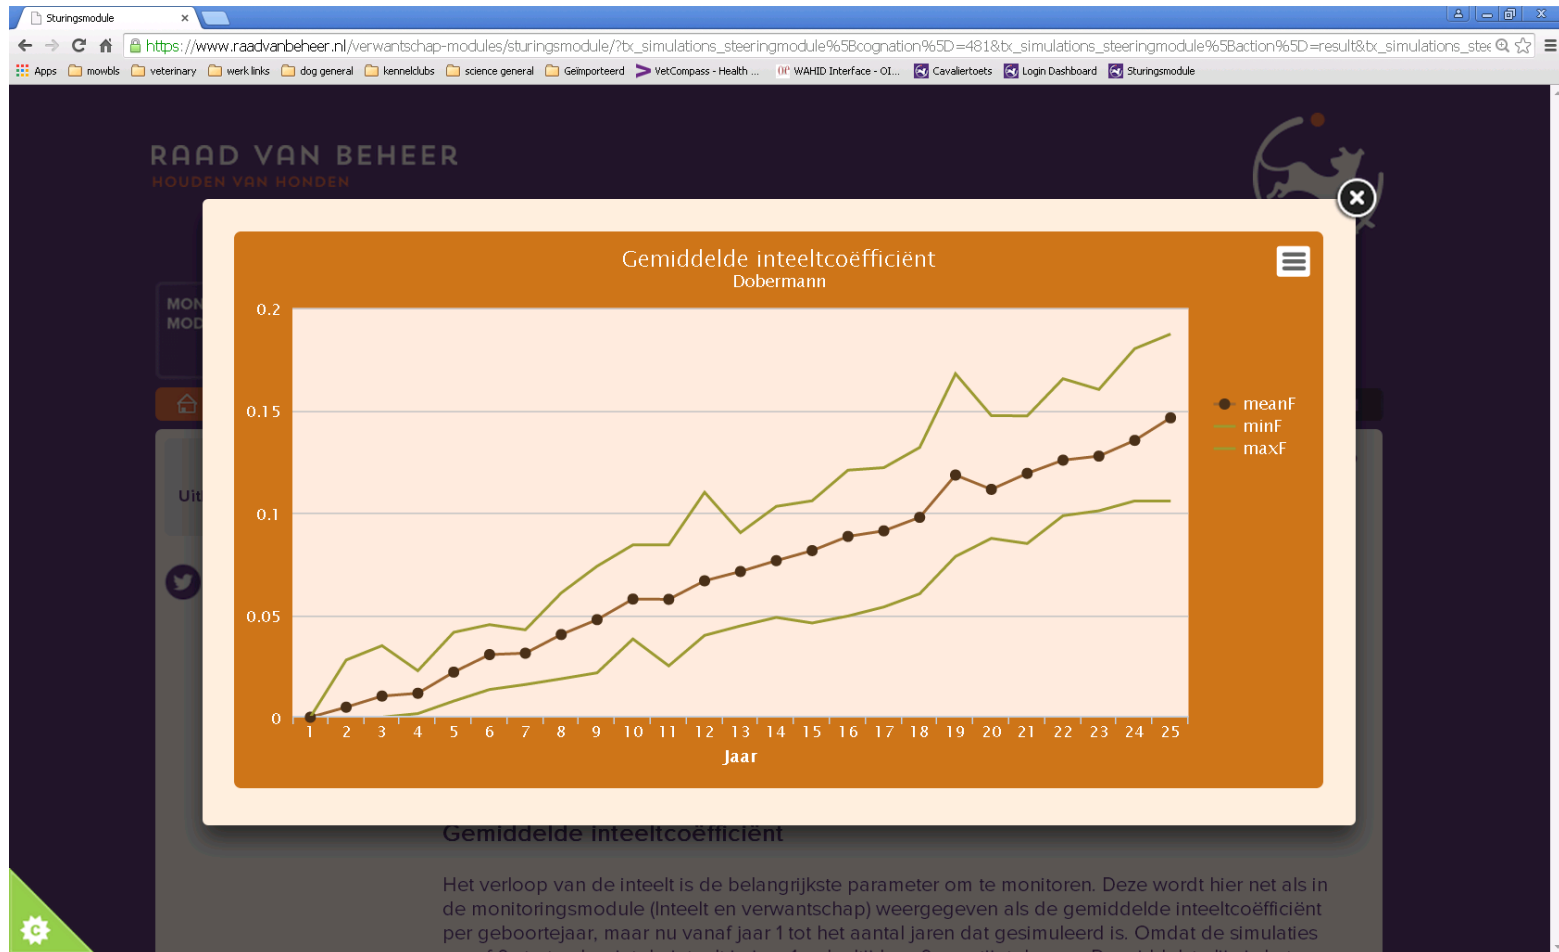 Sturingsmodule
https://www.raadvanbeheer.nl/verwantschap-modules/sturingsmodule/?tx_simulations_steeringmodule%5Bcognation%5D=481&tx_simulations_steeringmodule%5Baction%5D=result&tx_simulations_stee
Apps mowbls veterinary werk links dog general kennelclubs science general Geïmporteerd VetCompass - Health ... WAHID Interface - OI... Cavaliertoets Login Dashboard Sturingsmodule
RAAD VAN BEHEER
HOUDEN VAN HONDEN
MON
MOD
Uit
Gemiddelde inteeltcoëfficiënt
Dobermann
0.2
0.15
0.1
0.05
0
meanF
minF
maxF
1 2 3 4 5 6 7 8 9 10 11 12 13 14 15 16 17 18 19 20 21 22 23 24 25
Jaar
Gemiddelde inteeltcoëfficiënt
Het verloop van de inteelt is de belangrijkste parameter om te monitoren. Deze wordt hier net als in
de monitoringsmodule (Inteelt en verwantschap) weergegeven als de gemiddelde inteeltcoëfficiënt
per geboortejaar, maar nu vanaf jaar 1 tot het aantal jaren dat gesimuleerd is. Omdat de simulaties